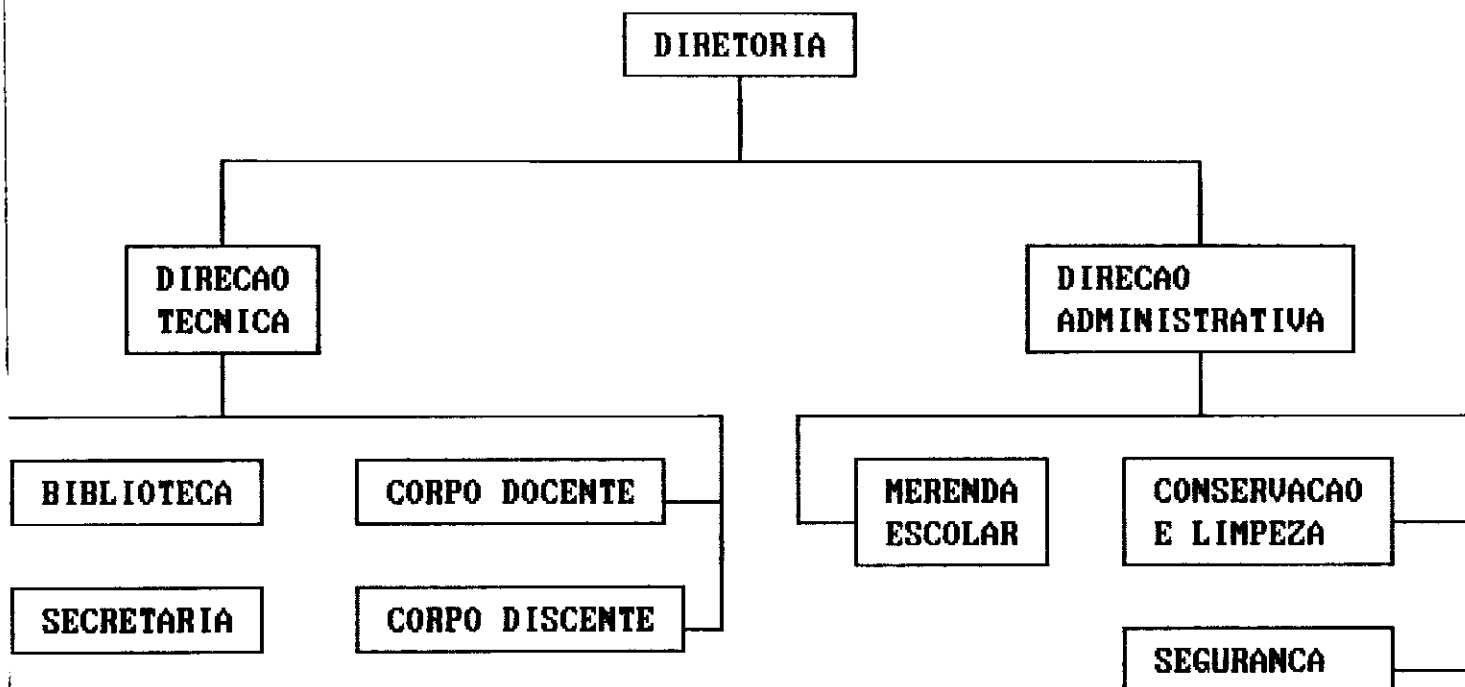 DIRETORIA
DIRECAO
TECNICA
DIRECAO
ADMINISTRATIVA
BIBLIOTECA
CORPO DOCENTE
MERENDA
ESCOLAR
CONSERVACAO
E LIMPEZA
SECRETARIA
CORPO DISCENTE
SEGURANCA